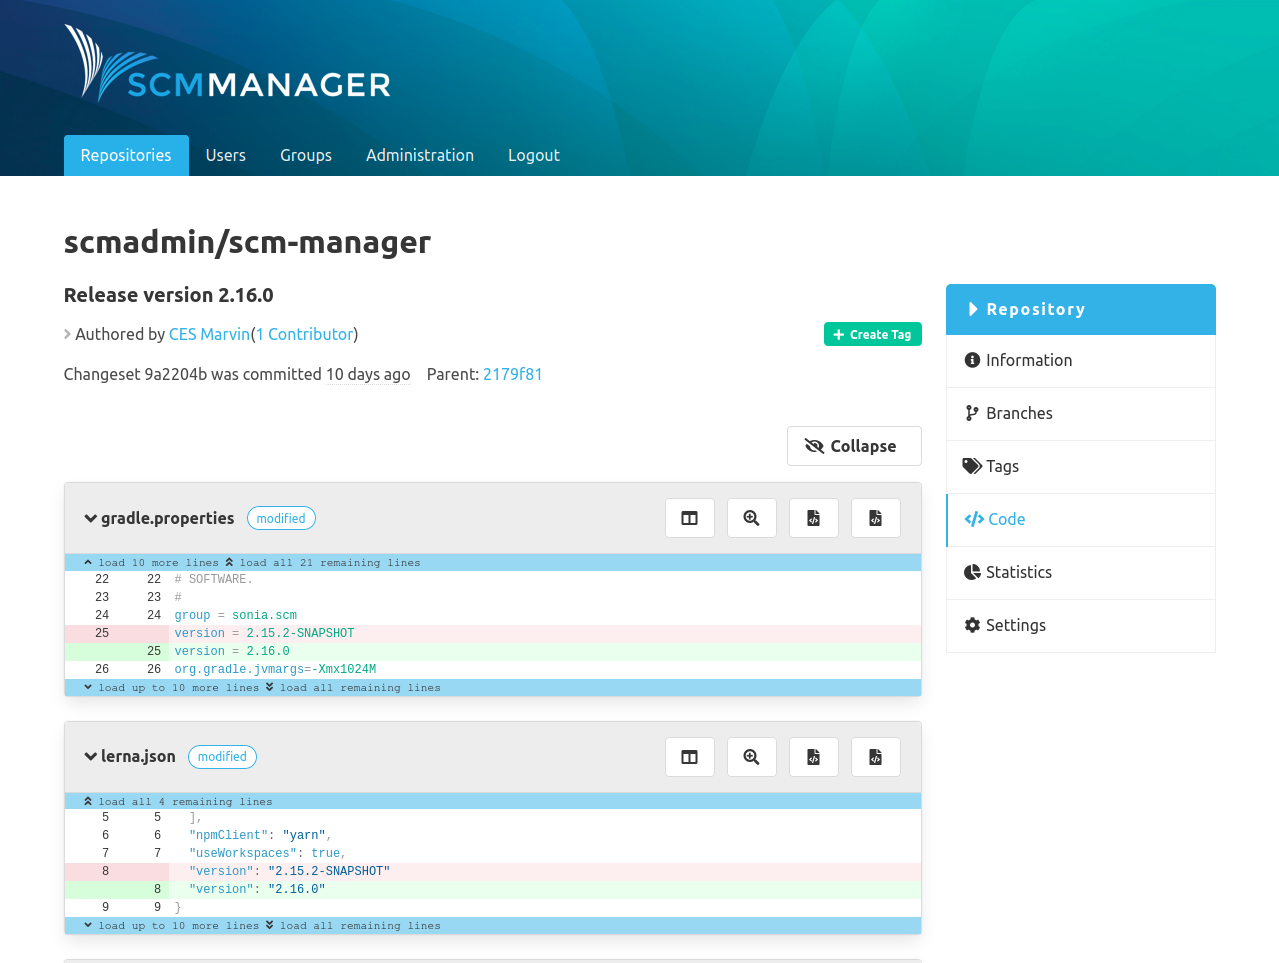 SCMMANAGER
Repositories Users Groups Administration Logout
scmadmin/scm-manager
Release version 2.16.0
Authored by CES Marvin(1 Contributor)
Create Tag
Changeset 9a2204b was committed 10 days ago Parent: 2179f81
Collapse
gradle.properties modified
load 10 more lines load all 21 remaining lines
22 22 # SOFTWARE.
23 23 #
24 24 group = sonia.scm
25 version = 2.15.2-SNAPSHOT
25 version = 2.16.0
26 26 org.gradle.jvmargs=-Xmx1024M
load up to 10 more lines load all remaining lines
lerna.json modified
load all 4 remaining lines
5 5 ],
6 6 "npmClient": "yarn",
7 7 "useWorkspaces": true,
8 "version": "2.15.2-SNAPSHOT"
8 "version": "2.16.0"
9 9 }
load up to 10 more lines load all remaining lines
Repository
Information
Branches
Tags
Code
Statistics
Settings